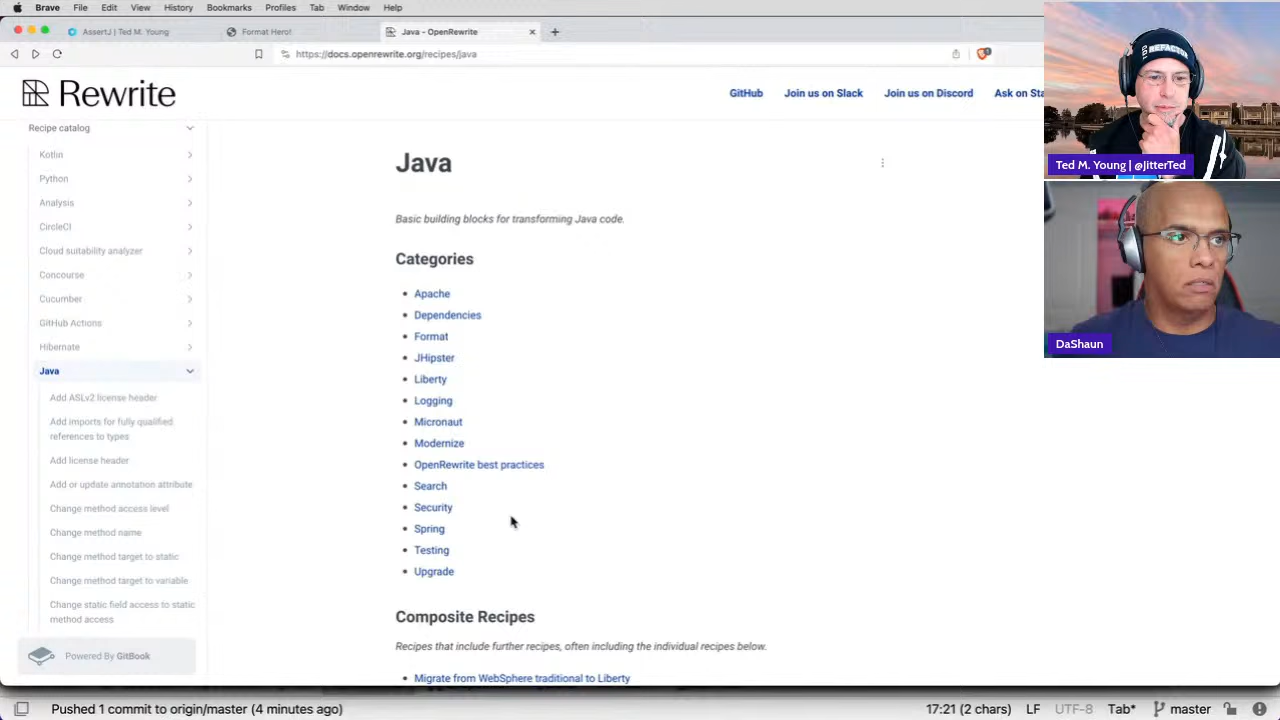 Brave File Edit View History Bookmarks Profiles Tab Window Help
AssertJ | Ted M. Young
Format Hero!
Java - OpenRewrite
https://docs.openrewrite.org/recipes/java
Rewrite
GitHub Join us on Slack Join us on Discord Ask on Sta
Recipe catalog
Kotlin
Python
Analysis
CircleCI
Cloud suitability analyzer
Concourse
Cucumber
GitHub Actions
Hibernate
Java
Add ASLv2 license header
Add imports for fully qualified
references to types
Add license header
Add or update annotation attribute
Change method access level
Change method name
Change method target to static
Change method target to variable
Change static field access to static
method access
Powered By GitBook
Java
Basic building blocks for transforming Java code.
Categories
Apache
Dependencies
Format
JHipster
Liberty
Logging
Micronaut
Modernize
OpenRewrite best practices
Search
Security
Spring
Testing
Upgrade
Composite Recipes
Recipes that include further recipes, often including the individual recipes below.
Migrate from WebSphere traditional to Liberty
REFACTOR
Ted M. Young | @JitterTed
DaShaun
Pushed 1 commit to origin/master (4 minutes ago)
17:21 (2 chars) LF UTF-8 Tab* master